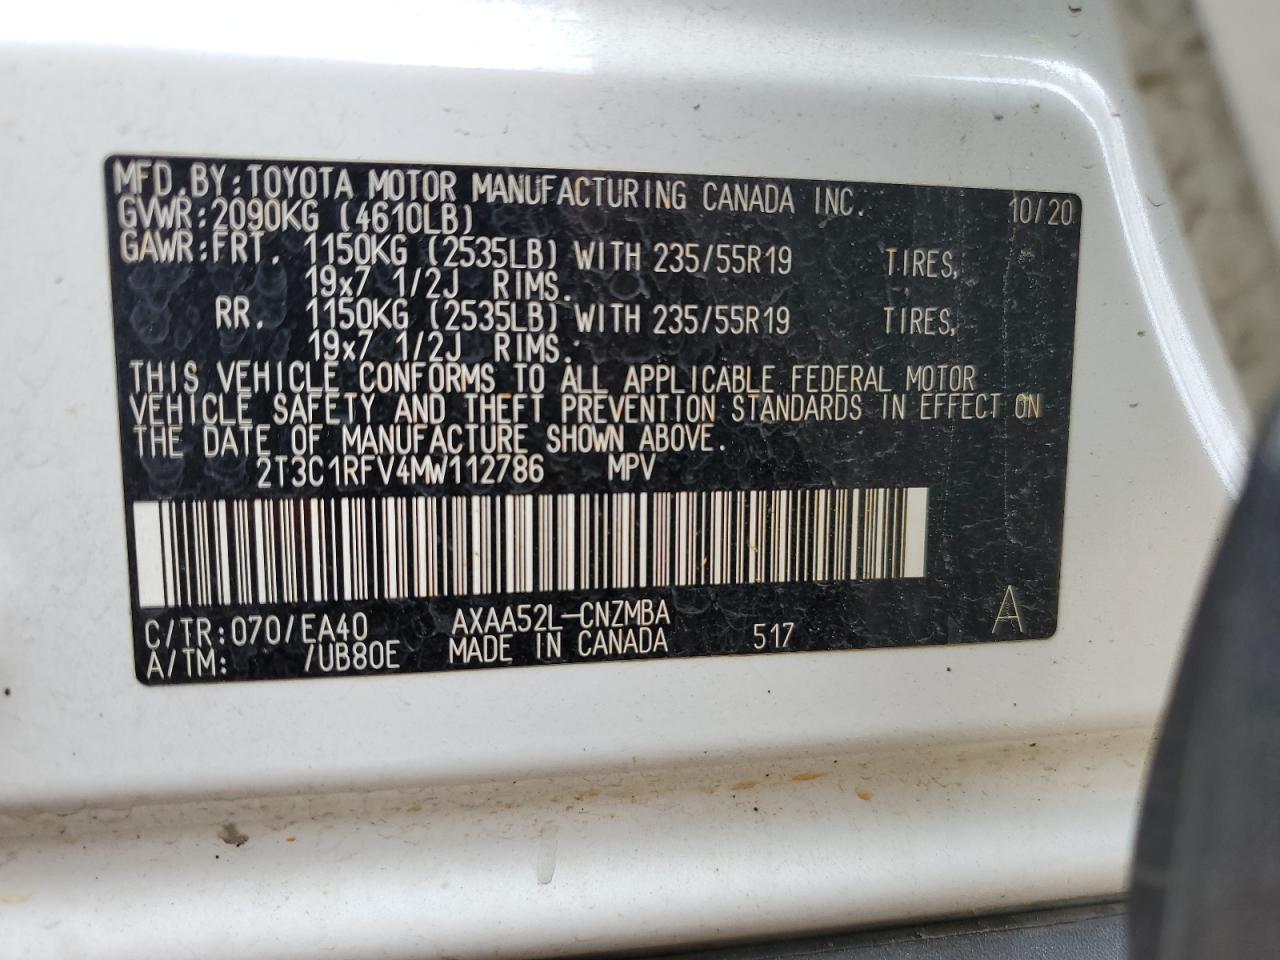 MFD.BY:TOYOTA MOTOR MANUFACTURING CANADA INC. 10/20
GVWR:2090KG (4610LB)
GAWR:FRT. 1150KG (2535LB) WITH 235/55R19 TIRES,
19x7 1/2J RIMS.
RR. 1150KG (2535LB) WITH 235/55R19 TIRES,
19x7 1/2J RIMS.
THIS VEHICLE CONFORMS TO ALL APPLICABLE FEDERAL MOTOR
VEHICLE SAFETY AND THEFT PREVENTION STANDARDS IN EFFECT ON
THE DATE OF MANUFACTURE SHOWN ABOVE.
2T3C1RFV4MW112786 MPV
C/TR:070/EA40 AXAA52L-CNZMBA A
A/TM: /UB80E MADE IN CANADA 517